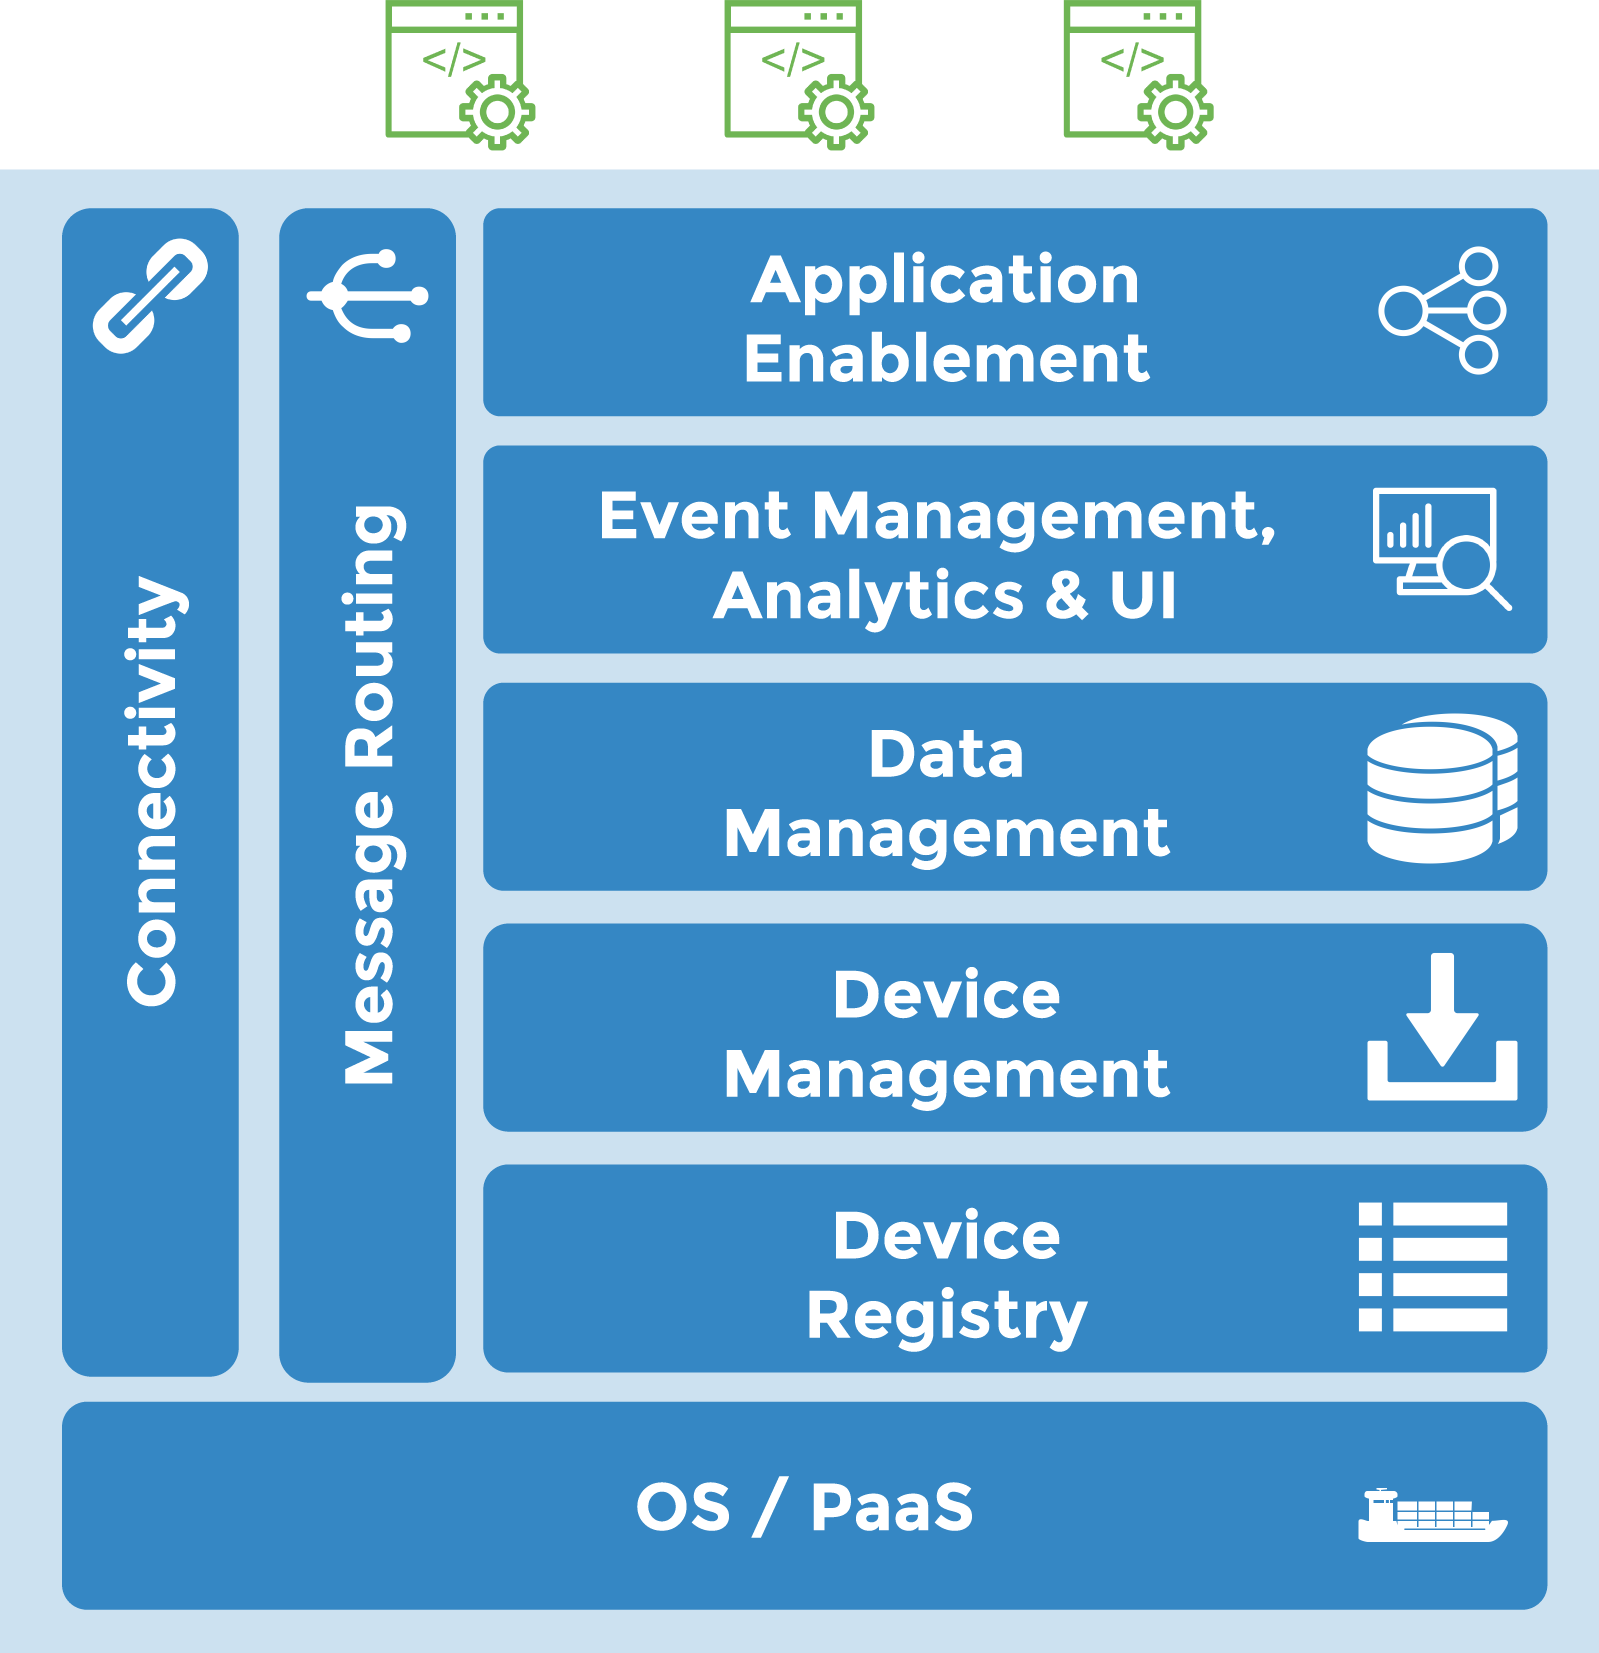 </>
</>
</>
Connectivity
Message Routing
Application
Enablement
Event Management,
Analytics & UI
Data
Management
Device
Management
Device
Registry
OS / PaaS